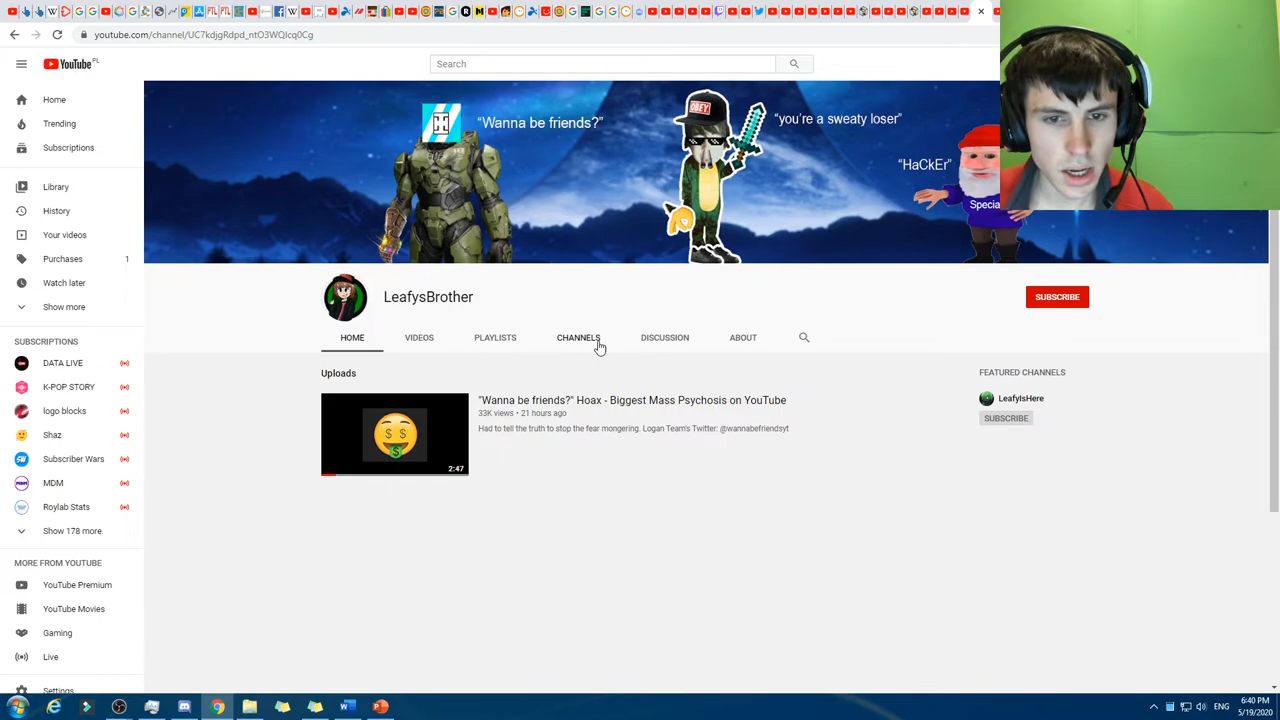 youtube.com/channel/UC7kdjgRdpd_ntO3WQIcq0Cg
YouTube PL
Search
Home
Trending
Subscriptions
Library
History
Your videos
Purchases 1
Watch later
Show more
SUBSCRIPTIONS
DATA LIVE
K-POP STORY
logo blocks
Shaz
Subscriber Wars
MDM
Roylab Stats
Show 178 more
MORE FROM YOUTUBE
YouTube Premium
YouTube Movies
Gaming
Live
Settings
"Wanna be friends?"
OBEY
"you're a sweaty loser"
"HaCkEr"
Specia
LeafysBrother
SUBSCRIBE
HOME VIDEOS PLAYLISTS CHANNELS DISCUSSION ABOUT
Uploads
2:47
"Wanna be friends?" Hoax - Biggest Mass Psychosis on YouTube
33K views • 21 hours ago
Had to tell the truth to stop the fear mongering. Logan Team's Twitter: @wannabefriendsyt
FEATURED CHANNELS
LeafyIsHere
SUBSCRIBE
ENG
6:40 PM
5/19/2020